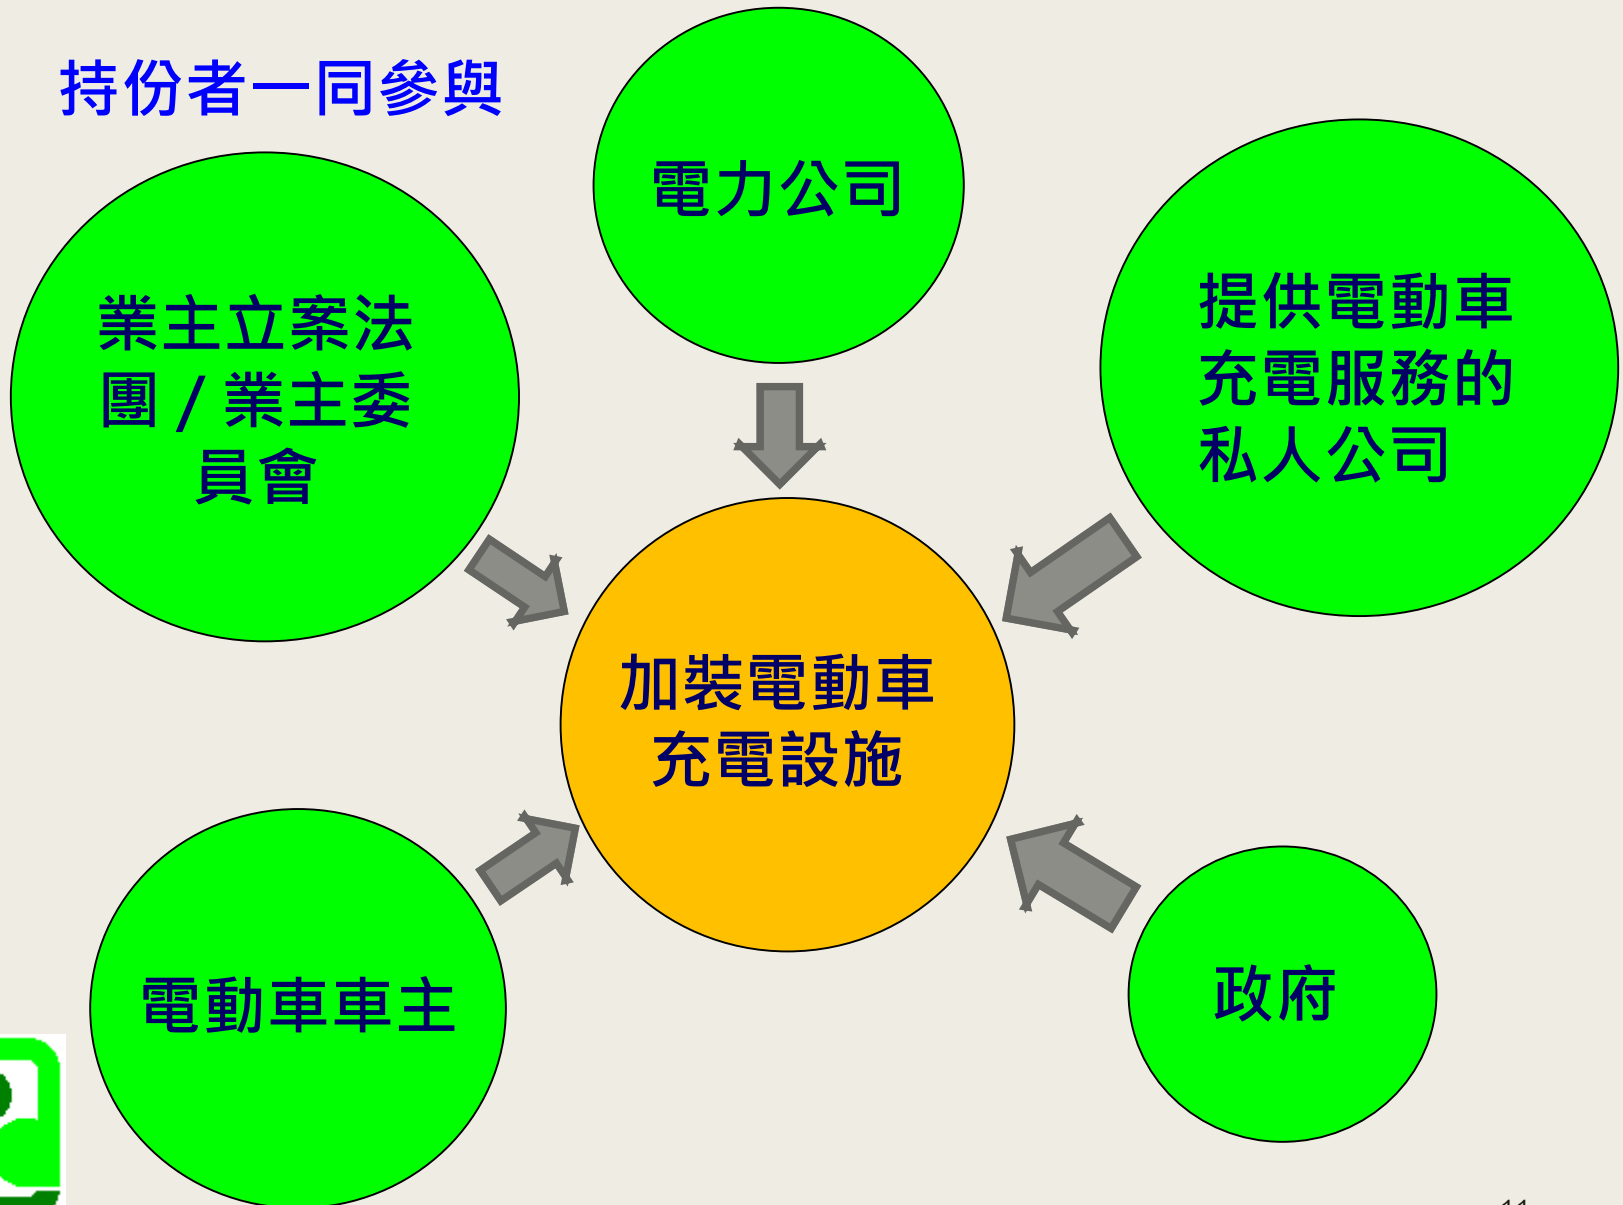 持份者一同參與
電力公司
業主立案法
團 / 業主委
員會
提供電動車
充電服務的
私人公司
加裝電動車
充電設施
電動車車主
政府